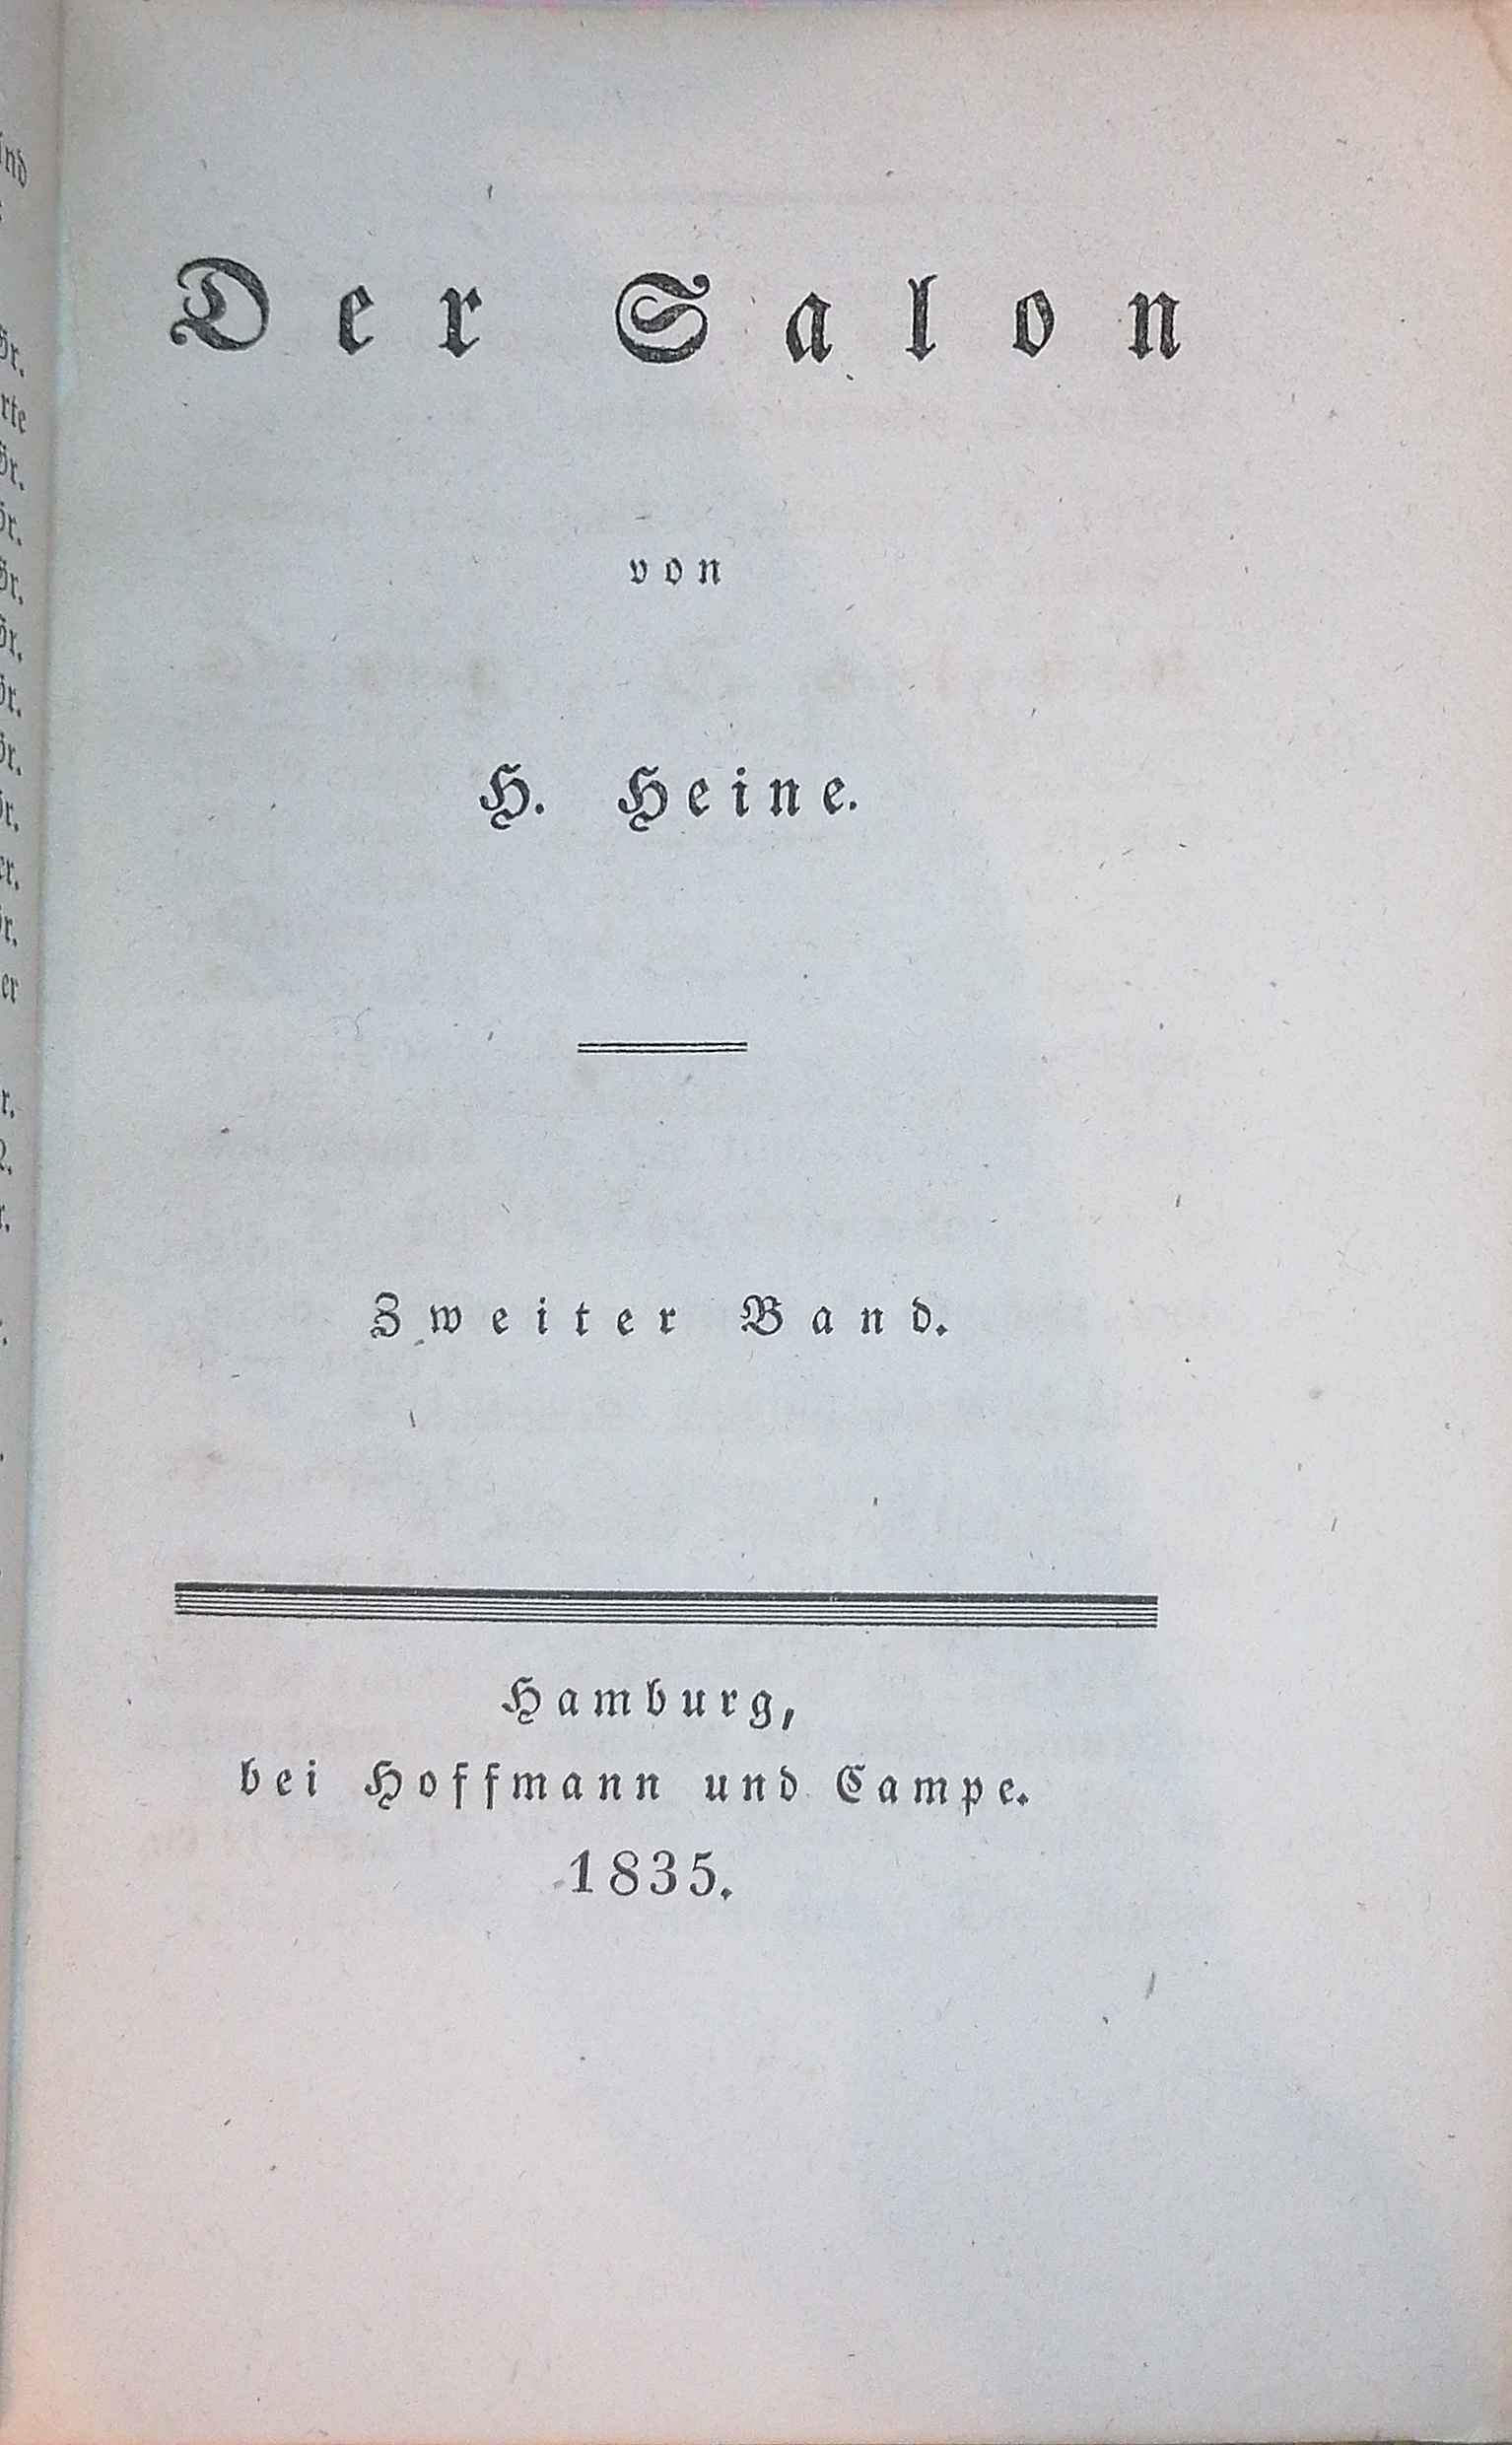 Der Salon
von
H. Heine.
Zweiter Band.
Hamburg,
bei Hoffmann und Campe.
1835.